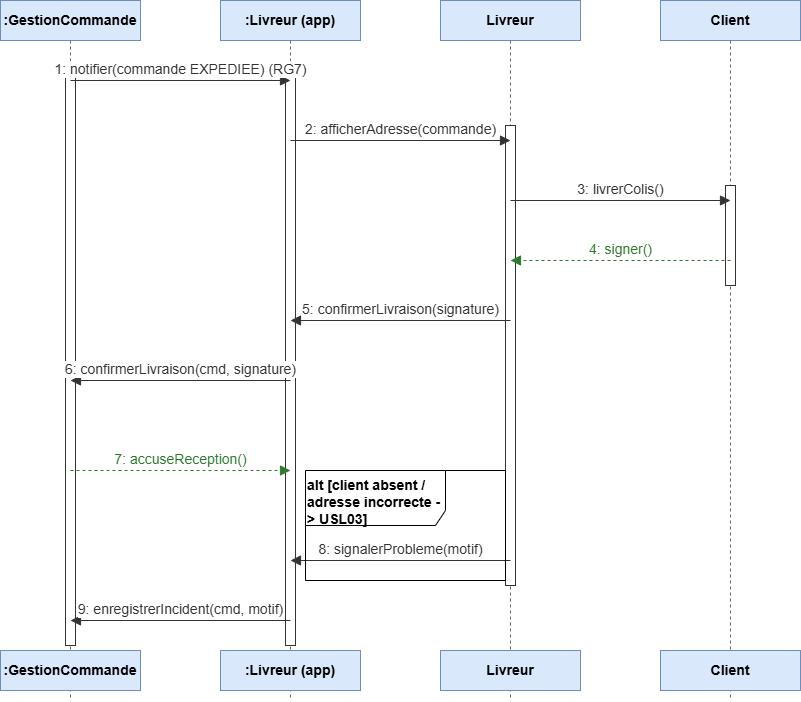 :GestionCommande
:Livreur (app)
Livreur
Client
1: notifier(commande EXPEDIEE) (RG7)
2: afficherAdresse(commande)
3: livrerColis()
4: signer()
5: confirmerLivraison(signature)
6: confirmerLivraison(cmd, signature)
7: accuseReception()
alt [client absent /
adresse incorrecte -
> USL03]
8: signalerProbleme(motif)
9: enregistrerIncident(cmd, motif)
:GestionCommande
:Livreur (app)
Livreur
Client